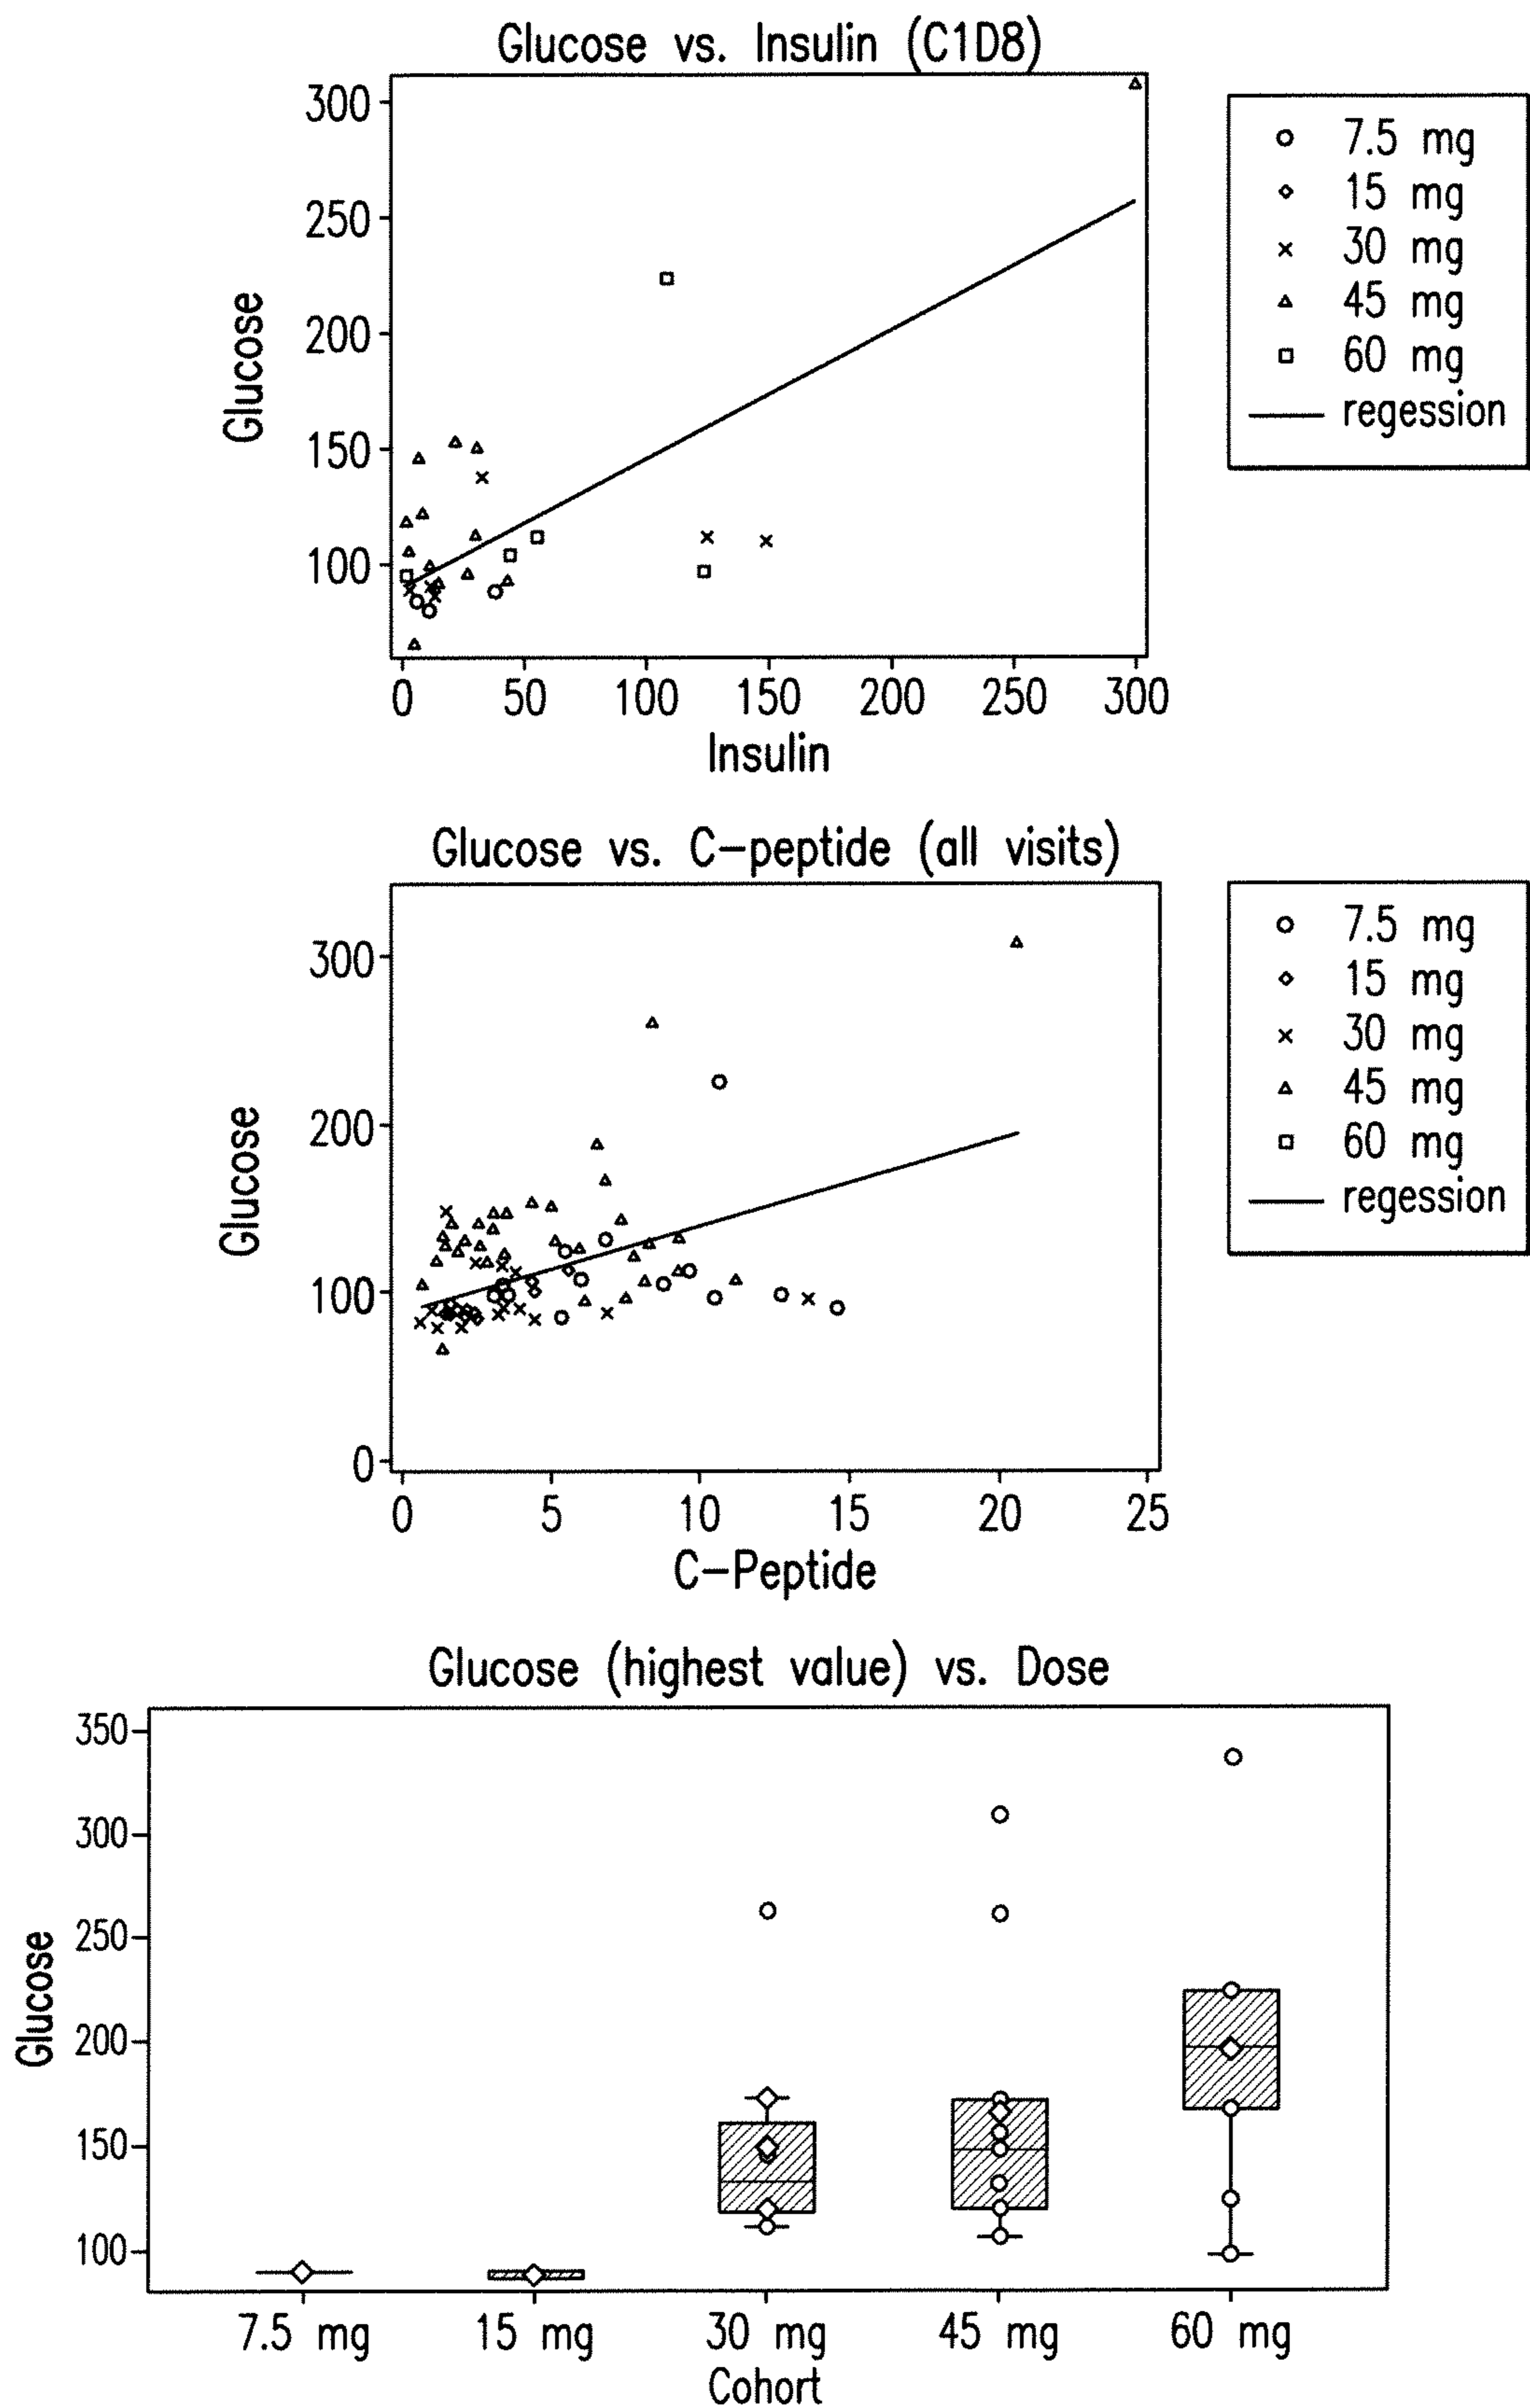 Glucose vs. Insulin (C1D8)
300
250
200
150
100
Glucose
0 50 100 150 200 250 300
Insulin
7.5 mg
15 mg
30 mg
45 mg
60 mg
regession
Glucose vs. C-peptide (all visits)
300
200
100
0
Glucose
0 5 10 15 20 25
C-Peptide
7.5 mg
15 mg
30 mg
45 mg
60 mg
regession
Glucose (highest value) vs. Dose
350
300
250
200
150
100
Glucose
7.5 mg 15 mg 30 mg 45 mg 60 mg
Cohort